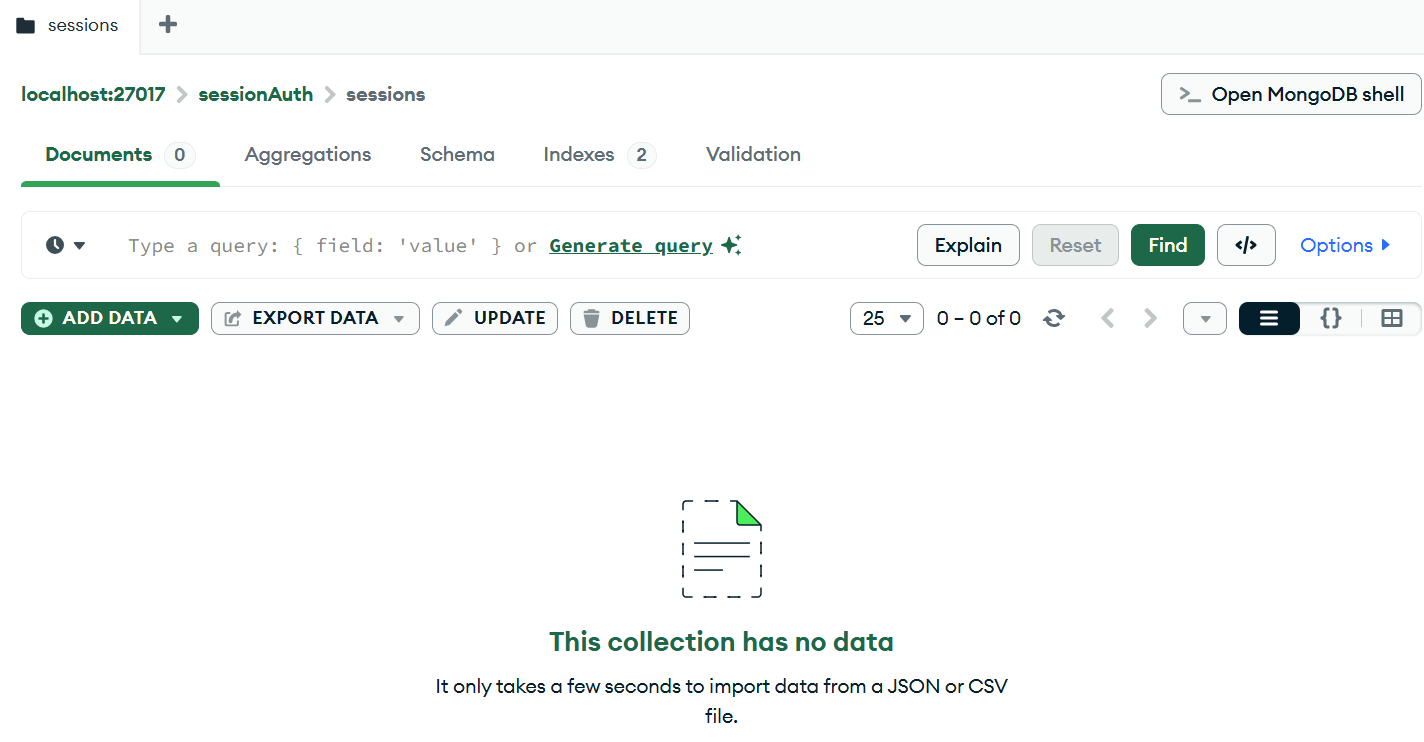 sessions
localhost:27017 sessionAuth sessions
Open MongoDB shell
Documents 0 Aggregations Schema Indexes 2 Validation
Type a query: { field: 'value' } or Generate query
Explain Reset Find </> Options
ADD DATA EXPORT DATA UPDATE DELETE 25 0 – 0 of 0 {}
This collection has no data
It only takes a few seconds to import data from a JSON or CSV
file.